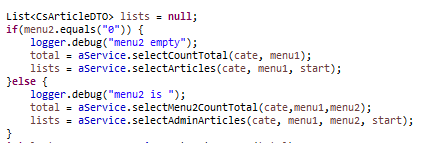 List<CsArticleDTO> lists = null;
if(menu2.equals("0")) {
logger.debug("menu2 empty");
total = aService.selectCountTotal(cate, menu1);
lists = aService.selectArticles(cate, menu1, start);
}else {
logger.debug("menu2 is ");
total = aService.selectMenu2CountTotal(cate,menu1,menu2);
lists = aService.selectAdminArticles(cate, menu1, menu2, start);
}